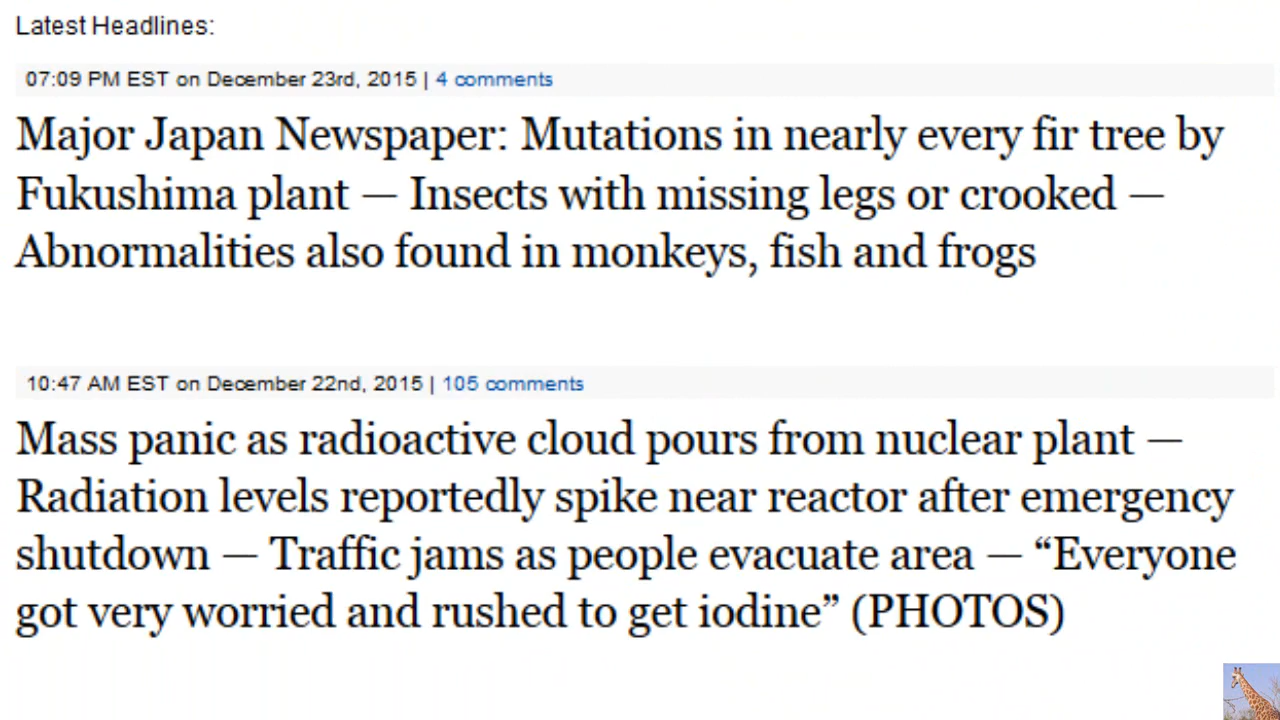 Latest Headlines:
07:09 PM EST on December 23rd, 2015 | 4 comments
Major Japan Newspaper: Mutations in nearly every fir tree by
Fukushima plant — Insects with missing legs or crooked —
Abnormalities also found in monkeys, fish and frogs
10:47 AM EST on December 22nd, 2015 | 105 comments
Mass panic as radioactive cloud pours from nuclear plant —
Radiation levels reportedly spike near reactor after emergency
shutdown — Traffic jams as people evacuate area — “Everyone
got very worried and rushed to get iodine” (PHOTOS)